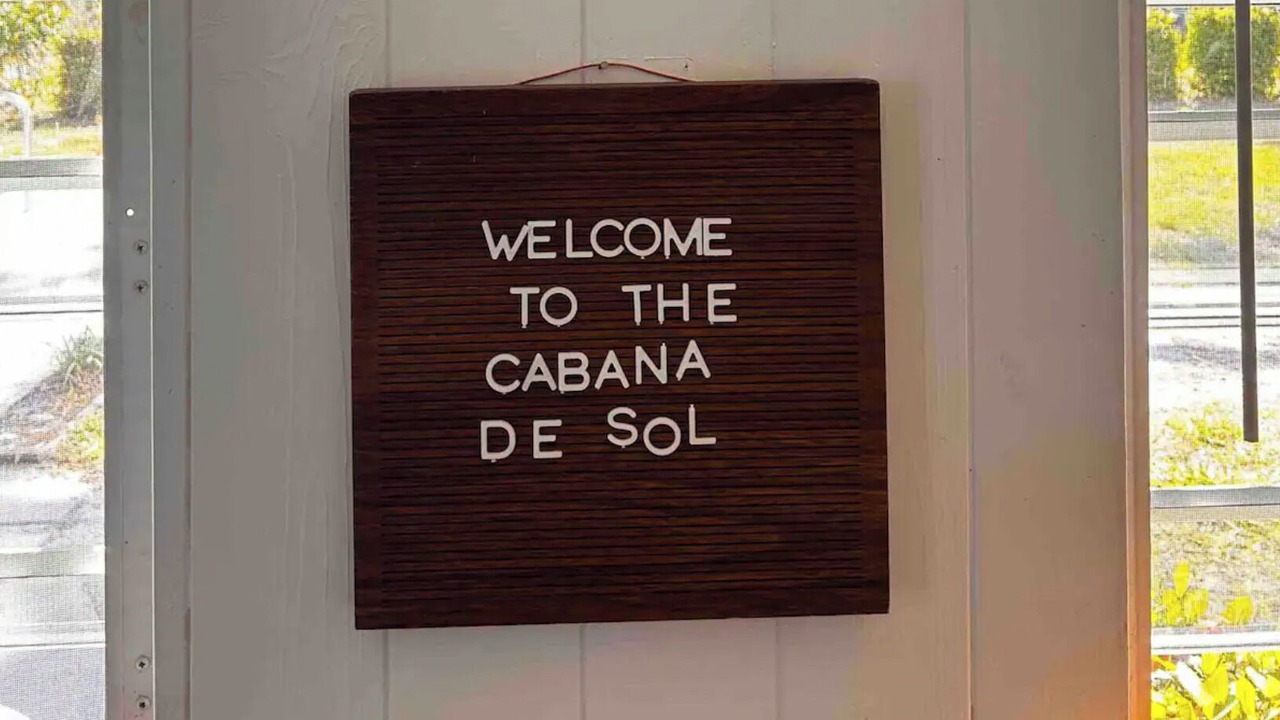 WELCOME
TO THE
CABANA
DE SOL